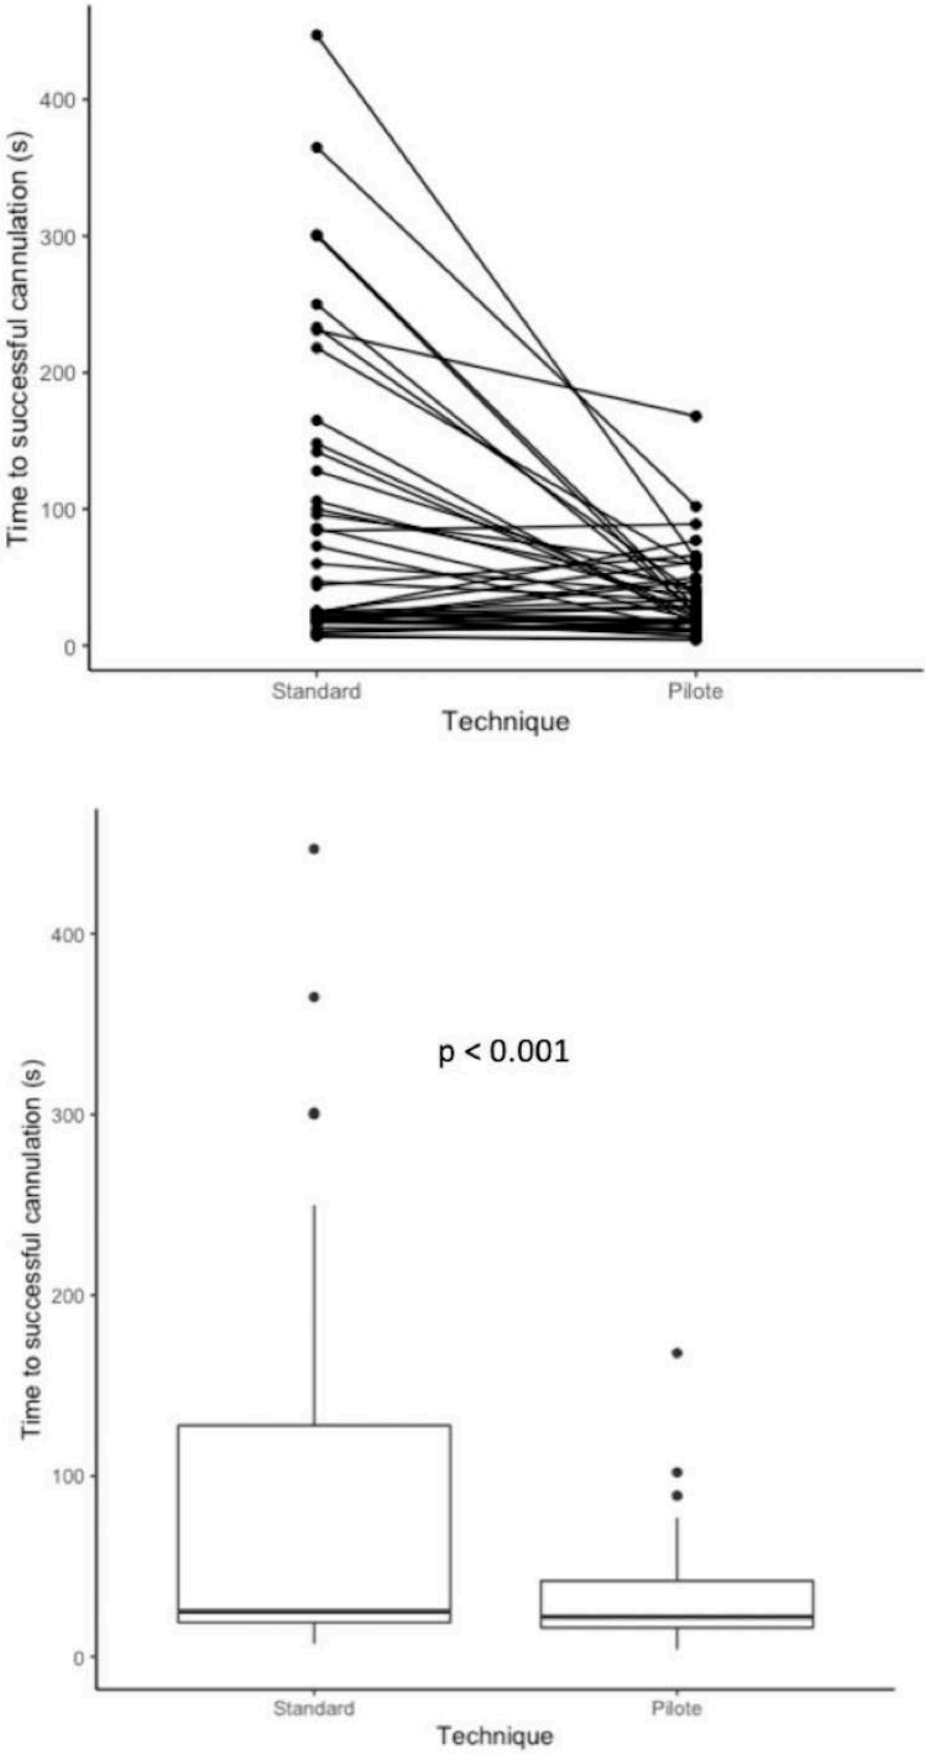 Time to successful cannulation (s)
400
300
200
100
0
Standard Pilote
Technique
Time to successful cannulation (s)
400
p < 0.001
300
200
100
0
Standard Pilote
Technique